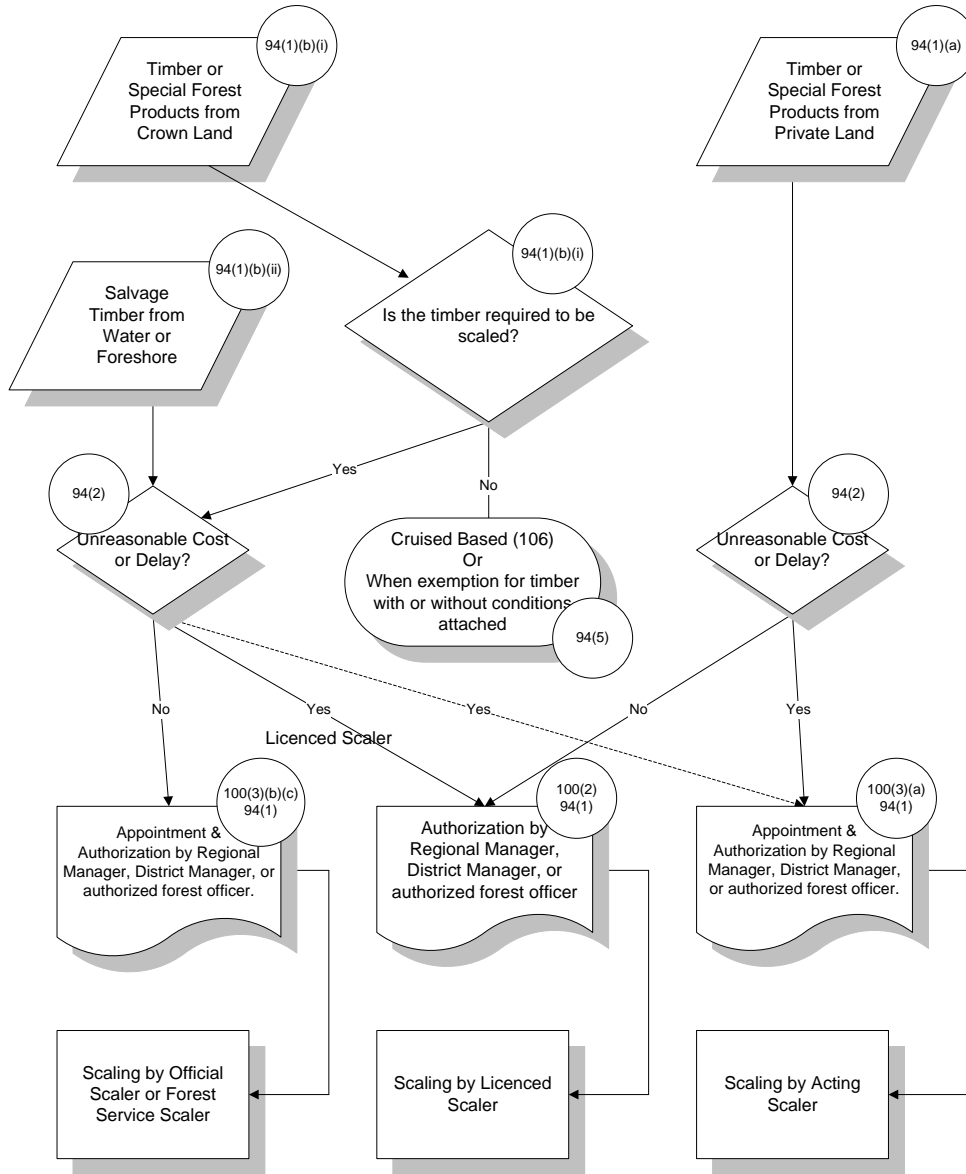 94(1)(b)(i)
Timber or
Special Forest
Products from
Crown Land
94(1)(a)
Timber or
Special Forest
Products from
Private Land
94(1)(b)(ii)
Salvage
Timber from
Water or
Foreshore
94(1)(b)(i)
Is the timber required to be
scaled?
Yes
No
94(2)
Unreasonable Cost
or Delay?
Cruised Based (106)
Or
When exemption for timber
with or without conditions
attached
94(5)
94(2)
Unreasonable Cost
or Delay?
No
Yes
Licenced Scaler
Yes
No
Yes
100(3)(b)(c)
94(1)
Appointment &
Authorization by Regional
Manager, District Manager, or
authorized forest officer.
100(2)
94(1)
Authorization by
Regional Manager,
District Manager, or
authorized forest officer
100(3)(a)
94(1)
Appointment &
Authorization by Regional
Manager, District Manager,
or authorized forest officer.
Scaling by Official
Scaler or Forest
Service Scaler
Scaling by Licenced
Scaler
Scaling by Acting
Scaler